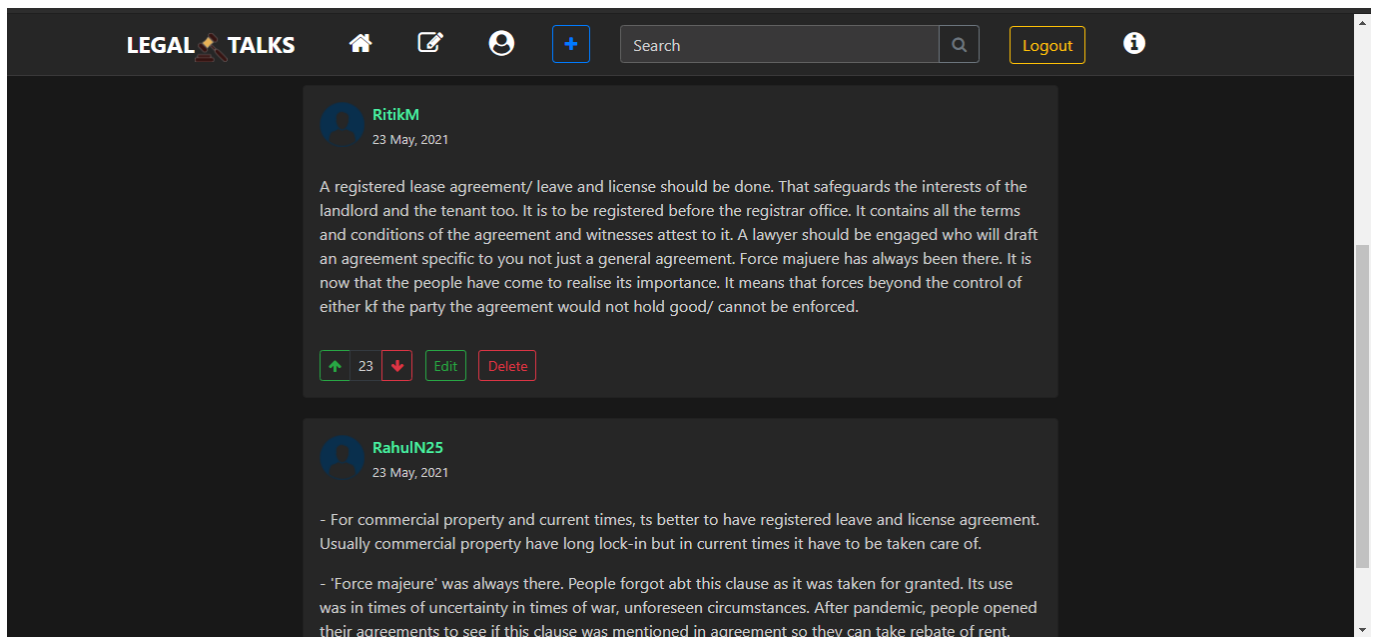 LEGAL TALKS Search Logout
RitikM
23 May, 2021
A registered lease agreement/ leave and license should be done. That safeguards the interests of the
landlord and the tenant too. It is to be registered before the registrar office. It contains all the terms
and conditions of the agreement and witnesses attest to it. A lawyer should be engaged who will draft
an agreement specific to you not just a general agreement. Force majuere has always been there. It is
now that the people have come to realise its importance. It means that forces beyond the control of
either kf the party the agreement would not hold good/ cannot be enforced.
23 Edit Delete
RahulN25
23 May, 2021
- For commercial property and current times, ts better to have registered leave and license agreement.
Usually commercial property have long lock-in but in current times it have to be taken care of.
- 'Force majeure' was always there. People forgot abt this clause as it was taken for granted. Its use
was in times of uncertainty in times of war, unforeseen circumstances. After pandemic, people opened
their agreements to see if this clause was mentioned in agreement so they can take rebate of rent.